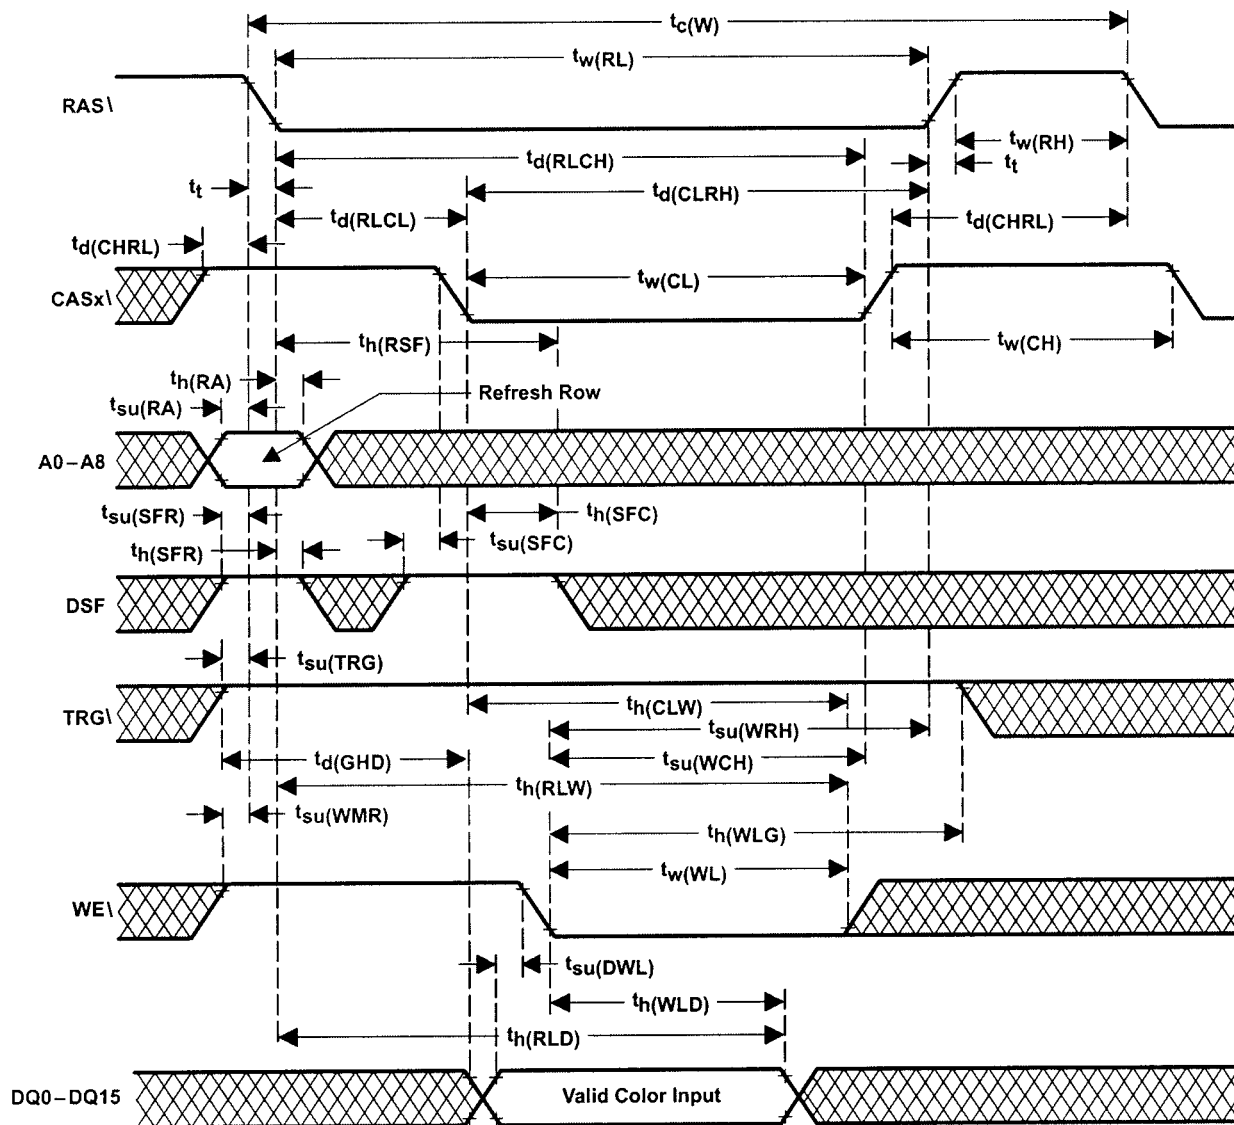 tc(W)
tw(RL)
RAS\
tw(RH)
td(RLCH)
tt
tt
td(CLRH)
td(RLCL)
td(CHRL)
td(CHRL)
tw(CL)
CASx\
th(RSF)
tw(CH)
th(RA)
Refresh Row
tsu(RA)
A0–A8
tsu(SFR)
th(SFC)
tsu(SFC)
th(SFR)
DSF
tsu(TRG)
TRG\
th(CLW)
tsu(WRH)
td(GHD)
tsu(WCH)
th(RLW)
tsu(WMR)
th(WLG)
tw(WL)
WE\
tsu(DWL)
th(WLD)
th(RLD)
DQ0–DQ15
Valid Color Input